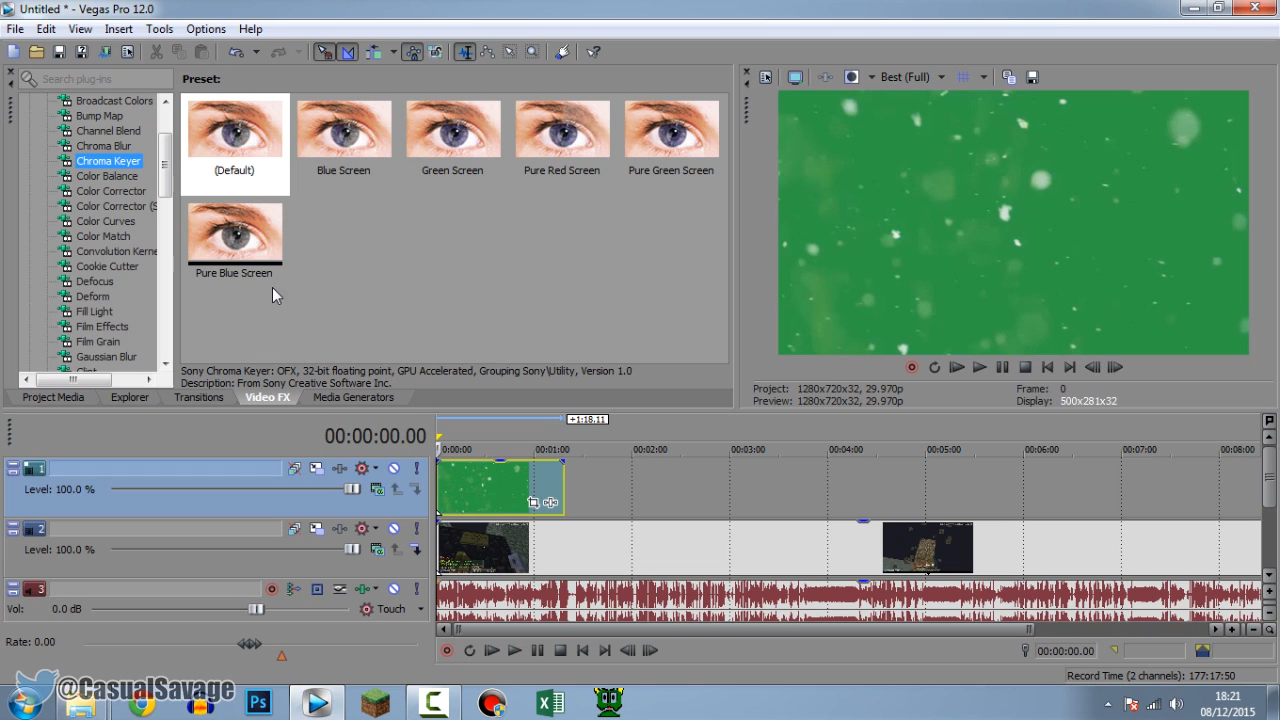 Untitled * - Vegas Pro 12.0
File Edit View Insert Tools Options Help
Search plug-ins
Preset:
Best (Full)
Broadcast Colors
Bump Map
Channel Blend
Chroma Blur
Chroma Keyer
Color Balance
Color Corrector
Color Corrector (S
Color Curves
Color Match
Convolution Kerne
Cookie Cutter
Defocus
Deform
Fill Light
Film Effects
Film Grain
Gaussian Blur
(Default) Blue Screen Green Screen Pure Red Screen Pure Green Screen
Pure Blue Screen
Sony Chroma Keyer: OFX, 32-bit floating point, GPU Accelerated, Grouping Sony\Utility, Version 1.0
Description: From Sony Creative Software Inc.
Project Media Explorer Transitions Video FX Media Generators
Project: 1280x720x32, 29.970p Frame: 0
Preview: 1280x720x32, 29.970p Display: 500x281x32
+1:18.11
00:00:00.00
0:00:00 00:01:00 00:02:00 00:03:00 00:04:00 00:05:00 00:06:00 00:07:00 00:08:00
1
Level: 100.0 %
2
Level: 100.0 %
3
Vol: 0.0 dB Touch
Rate: 0.00
00:00:00.00
Record Time (2 channels): 177:17:50
@CasualSavage
Ps
18:21
08/12/2015